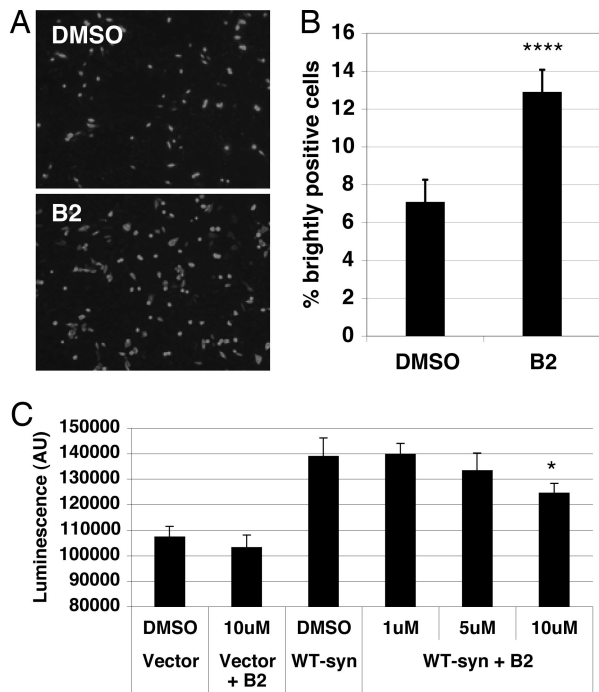 A
DMSO
B2
B
% brightly positive cells
16
14
12
10
8
6
4
2
0
****
DMSO
B2
C
Luminescence (AU)
150000
140000
130000
120000
110000
100000
90000
80000
*
DMSO 10uM DMSO 1uM 5uM 10uM
Vector Vector + B2 WT-syn WT-syn + B2